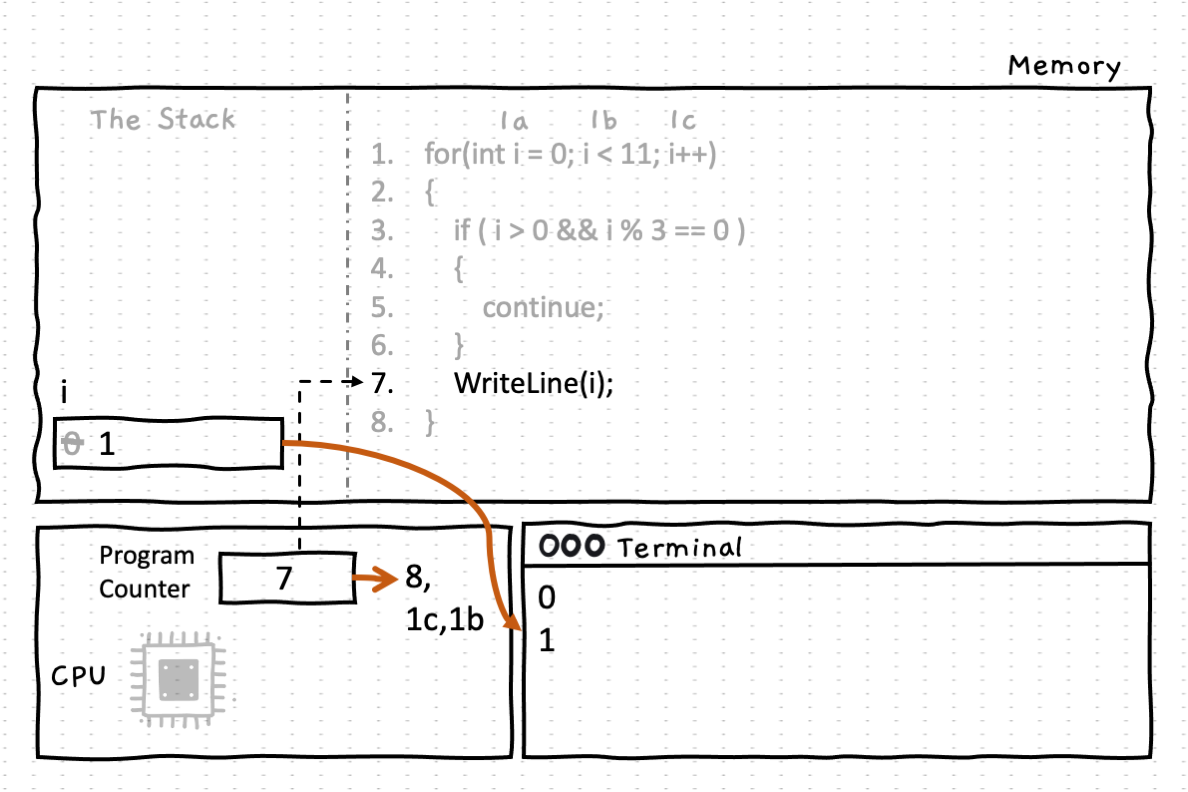 Memory
The Stack
1a 1b 1c
1. for(int i = 0; i < 11; i++)
2. {
3. if ( i > 0 && i % 3 == 0 )
4. {
5. continue;
6. }
7. WriteLine(i);
8. }
i
0 1
Program
Counter
7
8,
1c,1b
CPU
Terminal
0
1